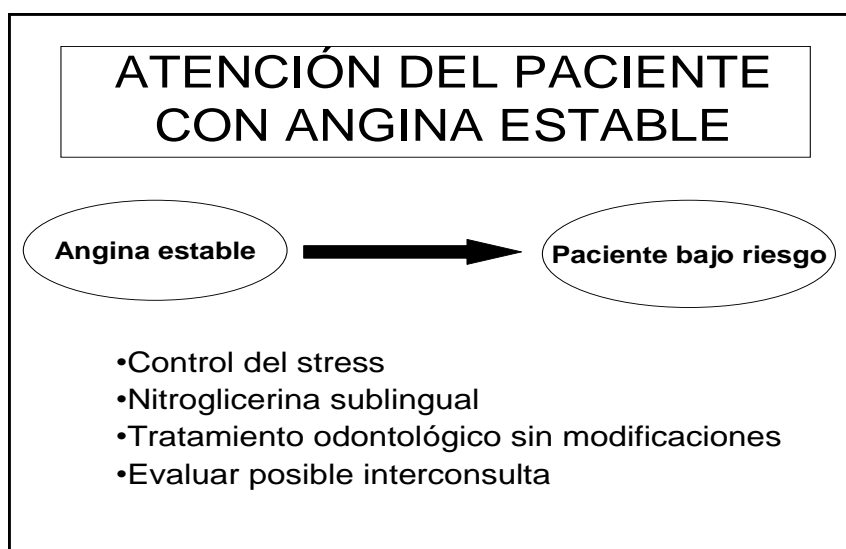 ATENCIÓN DEL PACIENTE
CON ANGINA ESTABLE
Angina estable
Paciente bajo riesgo
•Control del stress
•Nitroglicerina sublingual
•Tratamiento odontológico sin modificaciones
•Evaluar posible interconsulta